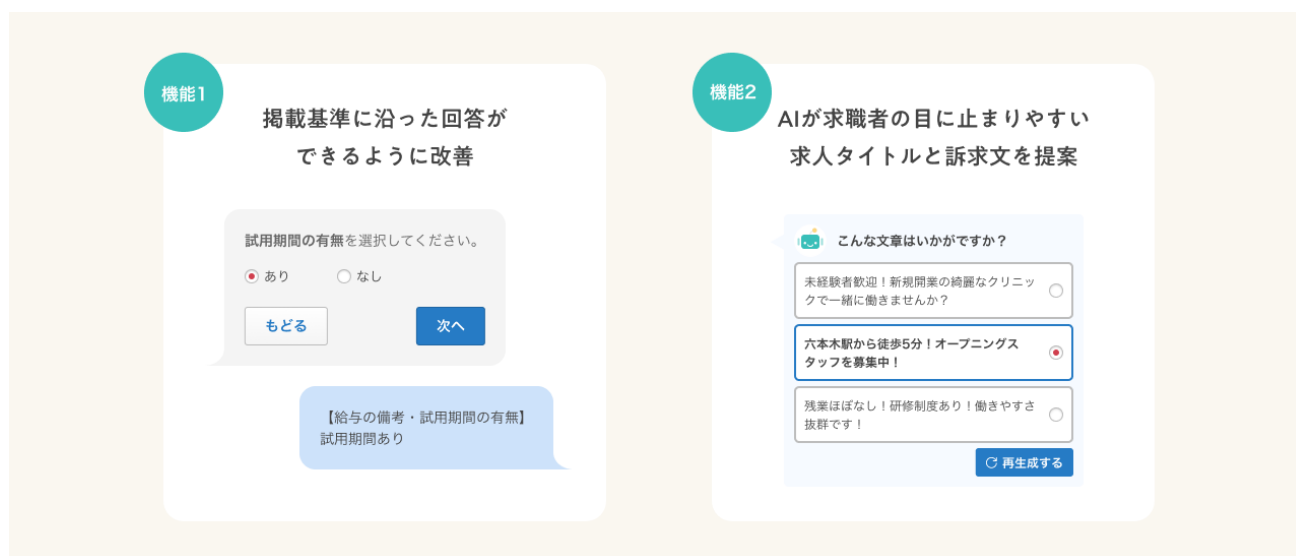 機能1
掲載基準に沿った回答が
できるように改善
試用期間の有無を選択してください。
あり
なし
もどる
次へ
【給与の備考・試用期間の有無】
試用期間あり
機能2
AIが求職者の目に止まりやすい
求人タイトルと訴求文を提案
こんな文章はいかがですか？
未経験者歓迎！新規開業の綺麗なクリニッ
クで一緒に働きませんか？
六本木駅から徒歩5分！オープニングス
タッフを募集中！
残業ほぼなし！研修制度あり！働きやすさ
抜群です！
再生成する